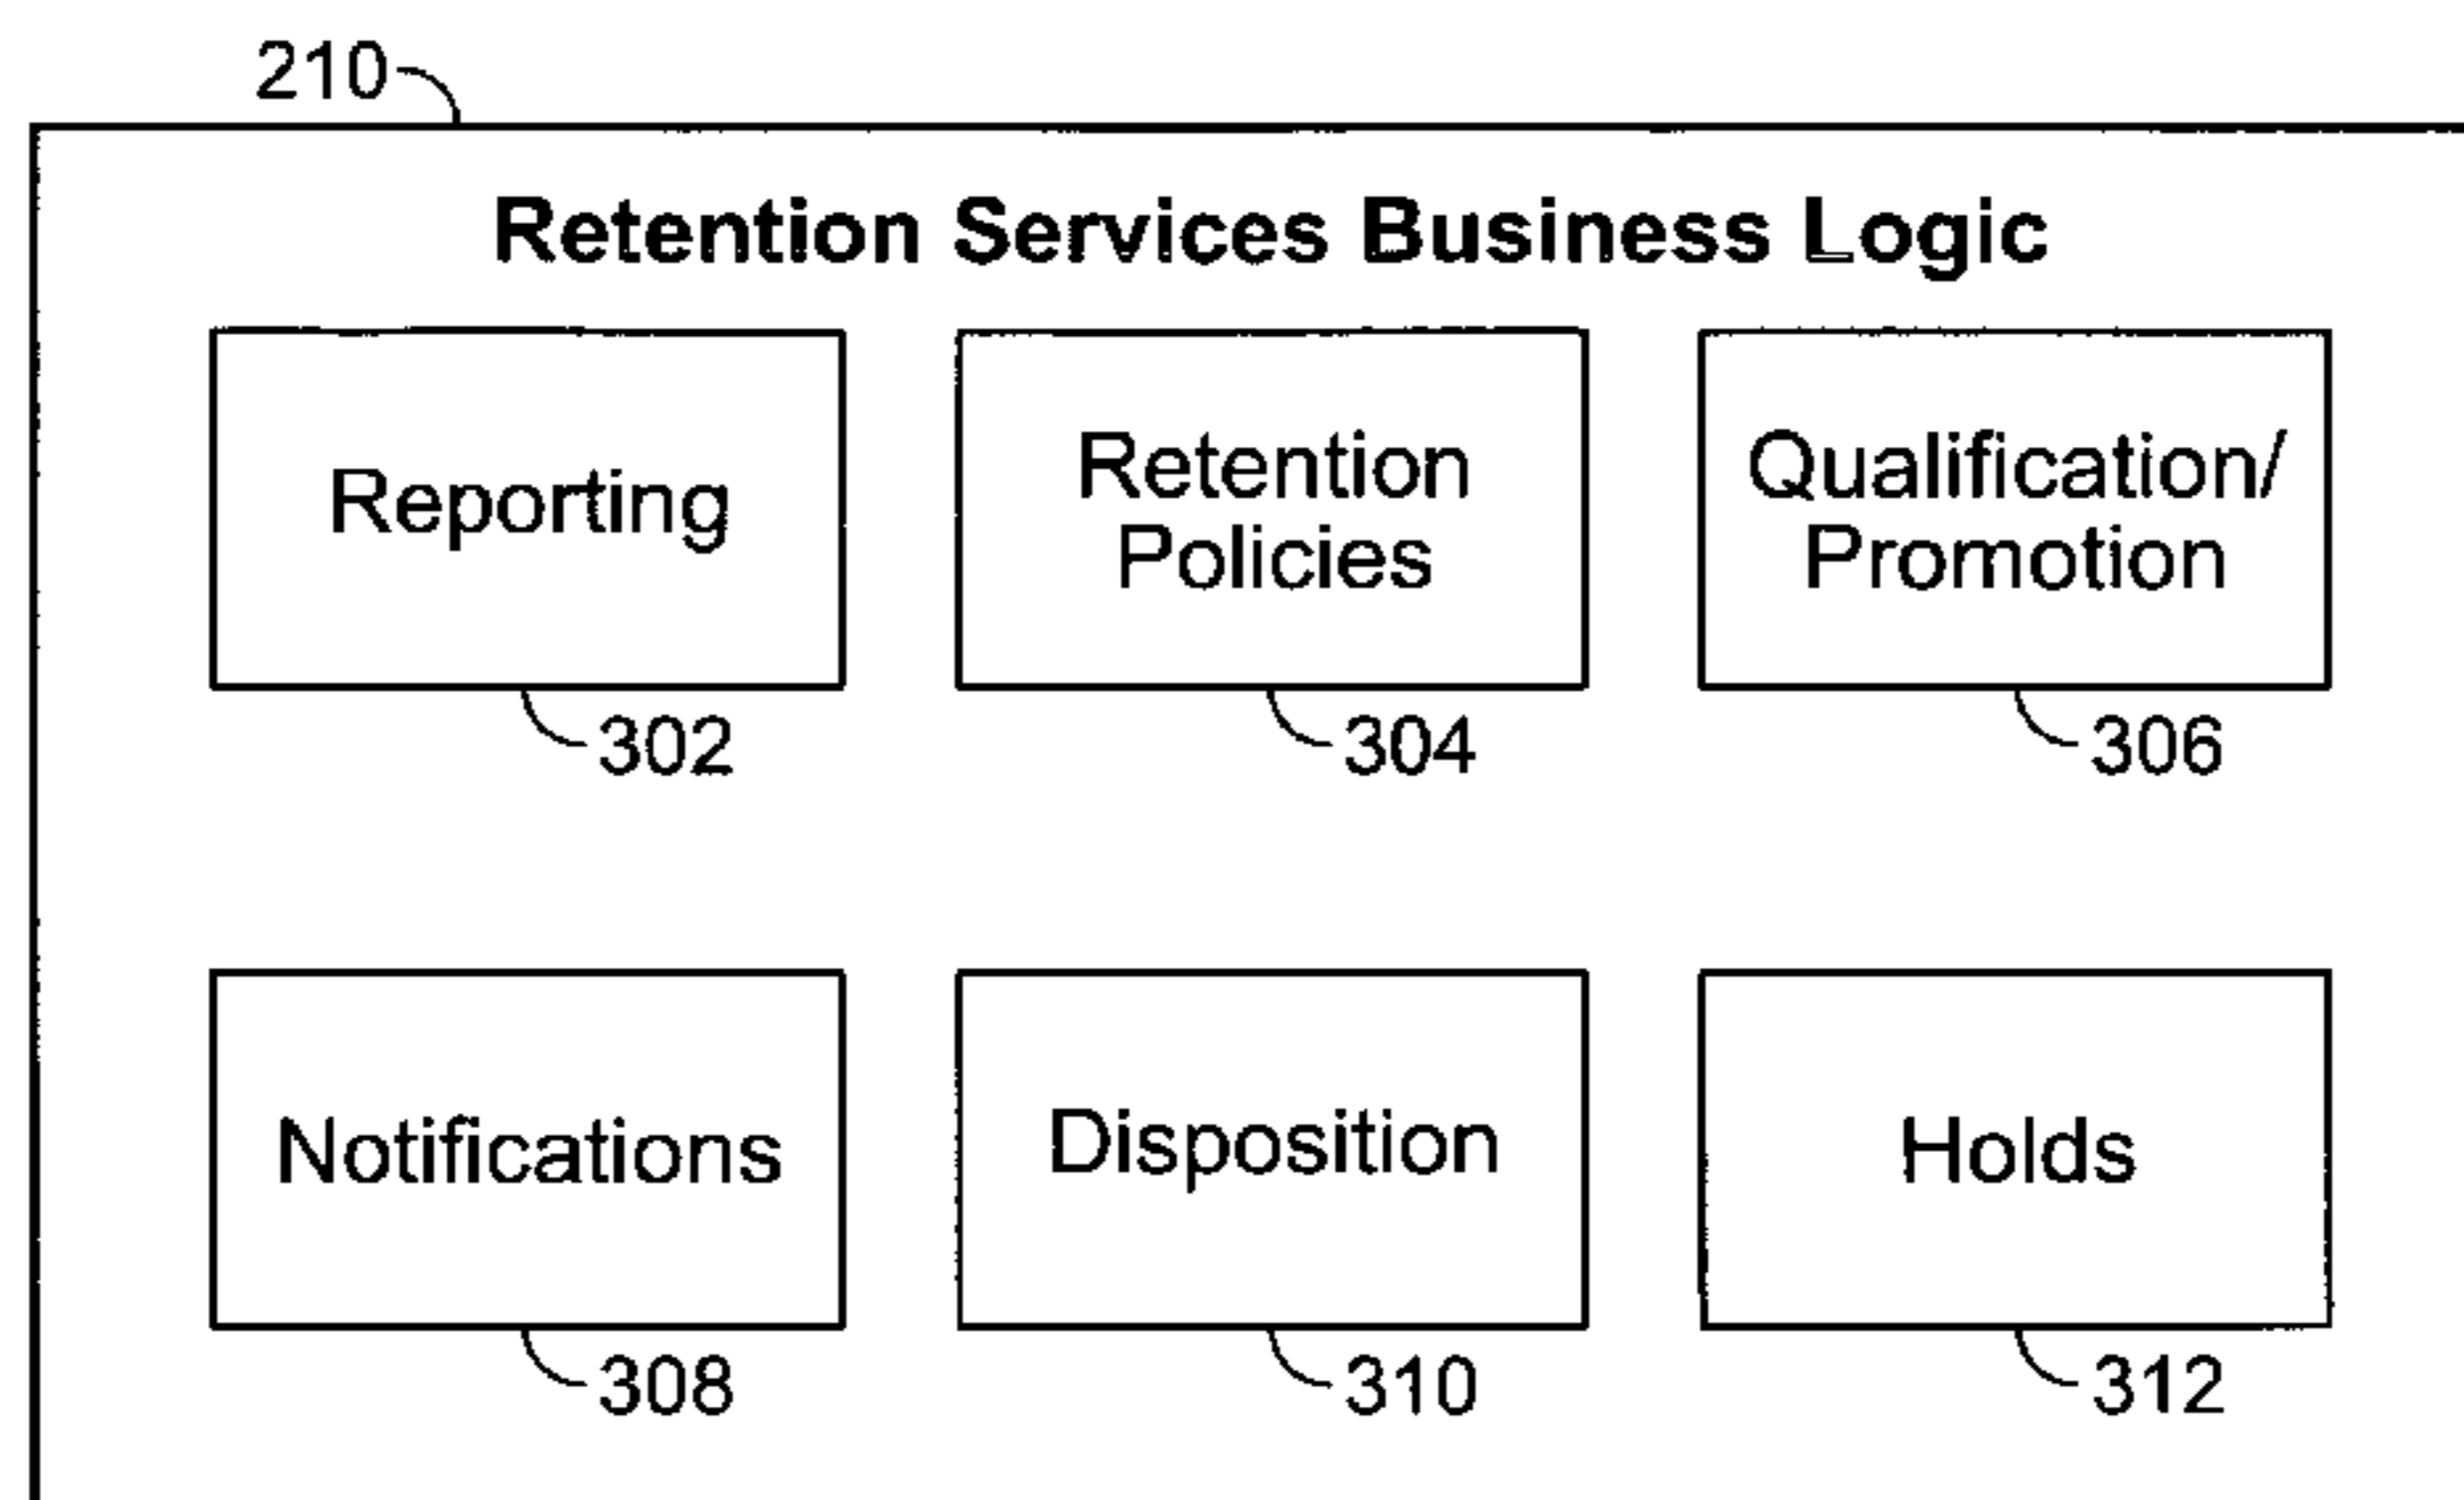 210
Retention Services Business Logic
Reporting
Retention
Policies
Qualification/
Promotion
302
304
306
Notifications
Disposition
Holds
308
310
312